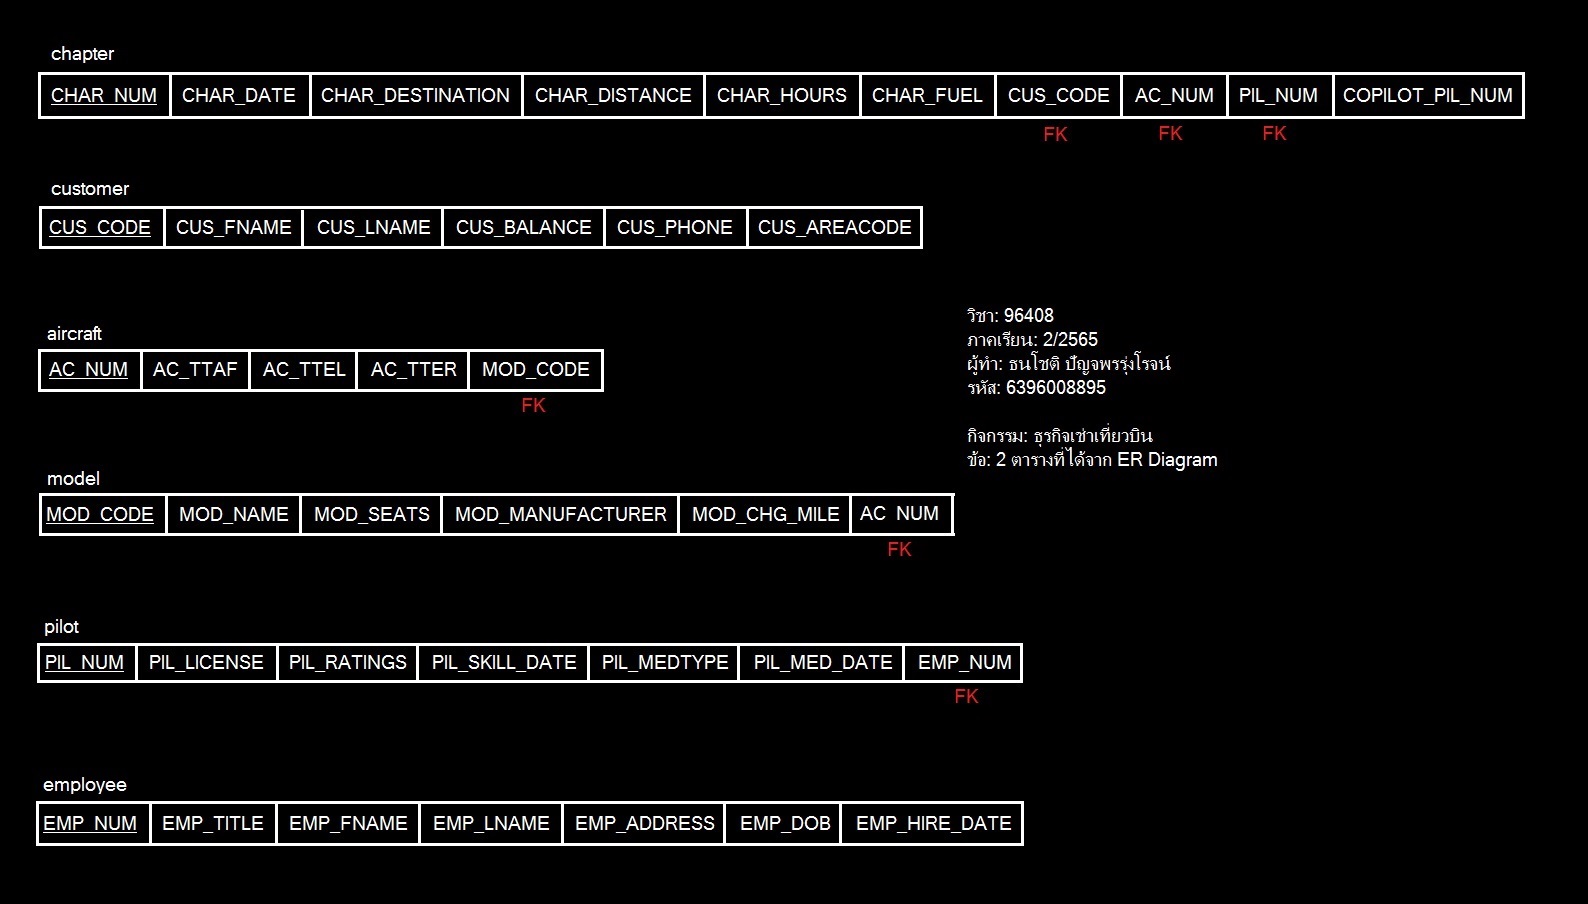 chapter
CHAR_NUM CHAR_DATE CHAR_DESTINATION CHAR_DISTANCE CHAR_HOURS CHAR_FUEL CUS_CODE AC_NUM PIL_NUM COPILOT_PIL_NUM
FK FK FK
customer
CUS_CODE CUS_FNAME CUS_LNAME CUS_BALANCE CUS_PHONE CUS_AREACODE
aircraft
AC_NUM AC_TTAF AC_TTEL AC_TTER MOD_CODE
FK
วิชา: 96408
ภาคเรียน: 2/2565
ผู้ทำ: ธนโชติ ปัญจพรรุ่งโรจน์
รหัส: 6396008895
กิจกรรม: ธุรกิจเช่าเที่ยวบิน
ข้อ: 2 ตารางที่ได้จาก ER Diagram
model
MOD_CODE MOD_NAME MOD_SEATS MOD_MANUFACTURER MOD_CHG_MILE AC_NUM
FK
pilot
PIL_NUM PIL_LICENSE PIL_RATINGS PIL_SKILL_DATE PIL_MEDTYPE PIL_MED_DATE EMP_NUM
FK
employee
EMP_NUM EMP_TITLE EMP_FNAME EMP_LNAME EMP_ADDRESS EMP_DOB EMP_HIRE_DATE